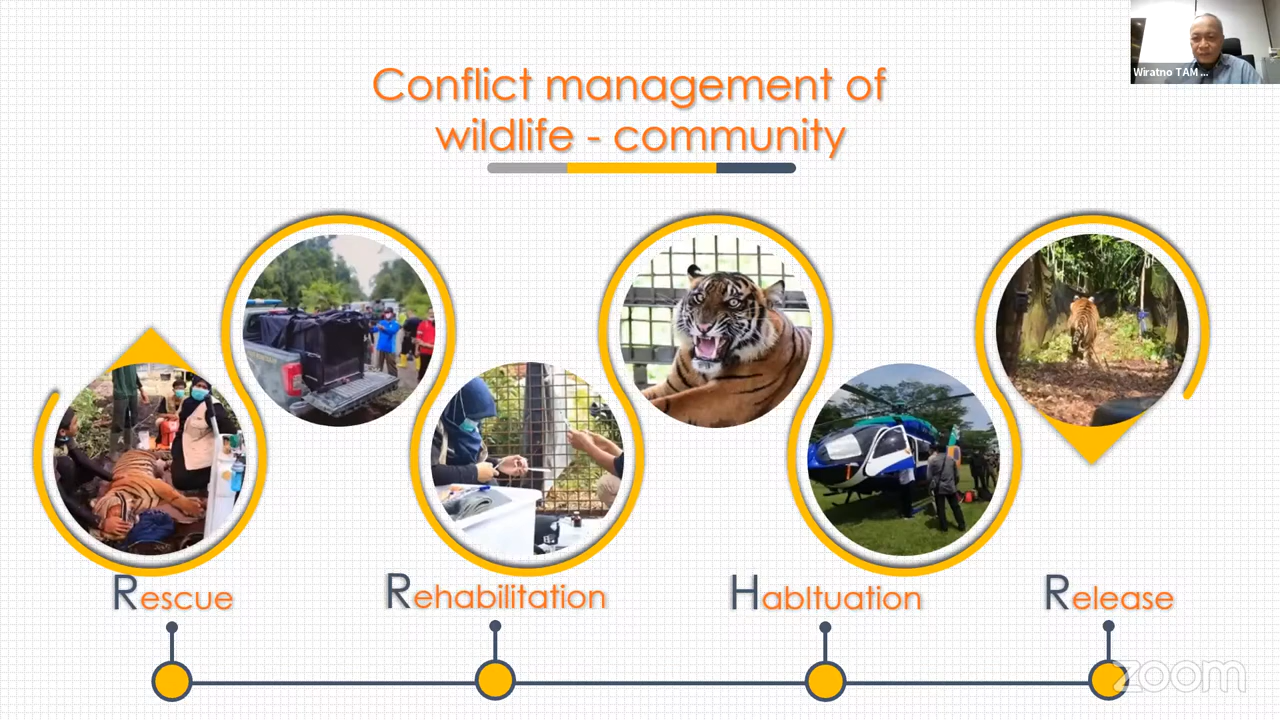 Conflict management of
wildlife - community
Wiratno TAM ...
Rescue
Rehabilitation
HabItuation
Release
zoom